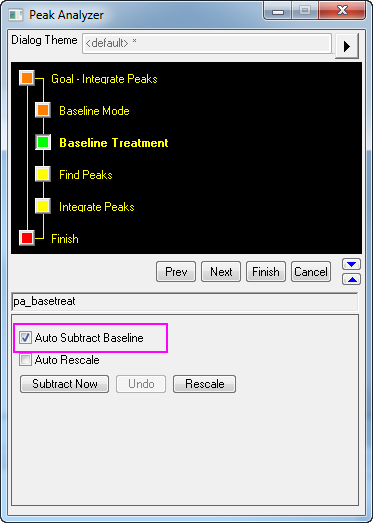 Peak Analyzer
Dialog Theme <default> *
Goal - Integrate Peaks
Baseline Mode
Baseline Treatment
Find Peaks
Integrate Peaks
Finish
Prev Next Finish Cancel
pa_basetreat
Auto Subtract Baseline
Auto Rescale
Subtract Now Undo Rescale